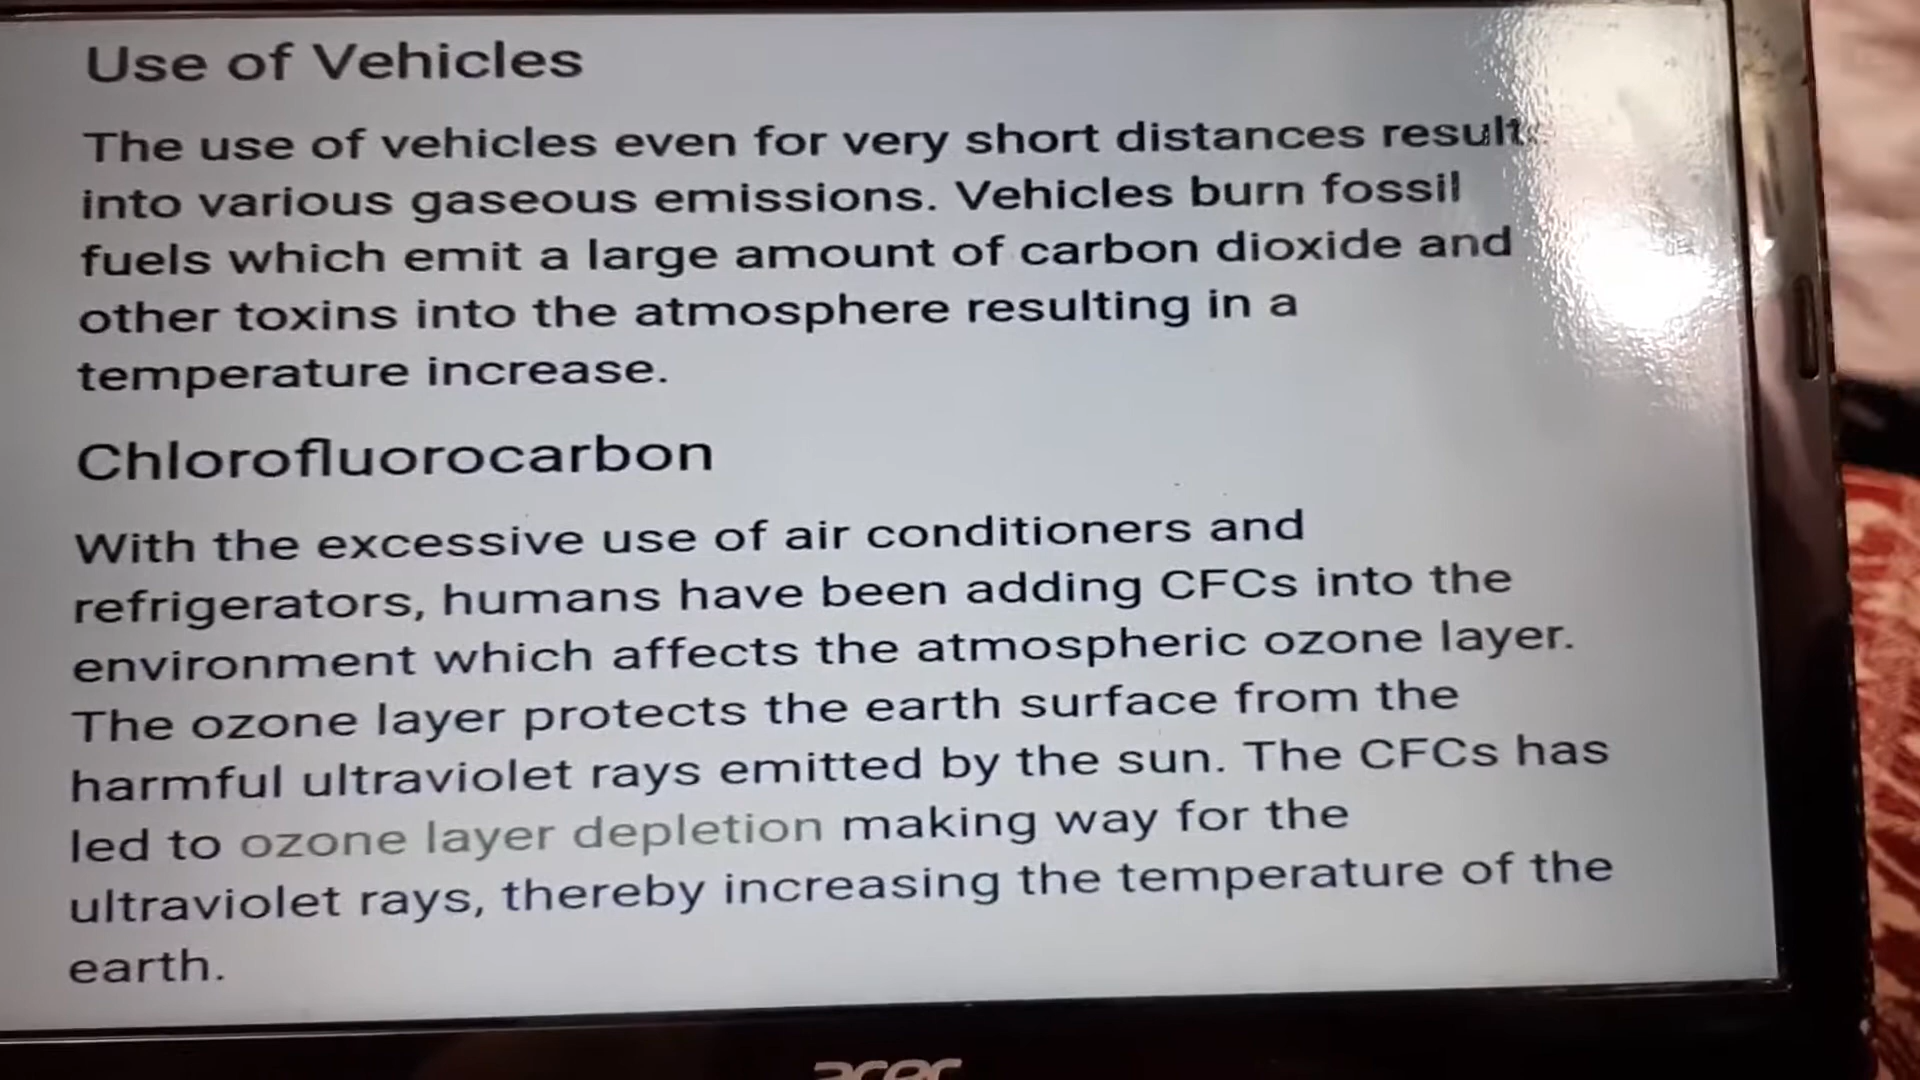 Use of Vehicles
The use of vehicles even for very short distances results
into various gaseous emissions. Vehicles burn fossil
fuels which emit a large amount of carbon dioxide and
other toxins into the atmosphere resulting in a
temperature increase.
Chlorofluorocarbon
With the excessive use of air conditioners and
refrigerators, humans have been adding CFCs into the
environment which affects the atmospheric ozone layer.
The ozone layer protects the earth surface from the
harmful ultraviolet rays emitted by the sun. The CFCs has
led to ozone layer depletion making way for the
ultraviolet rays, thereby increasing the temperature of the
earth.
acer